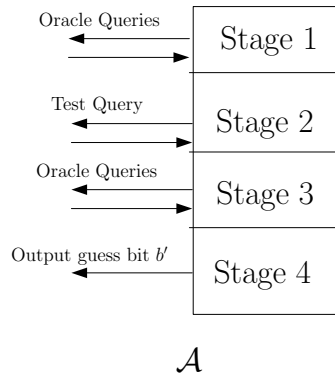 Oracle Queries
Stage 1
Test Query
Stage 2
Oracle Queries
Stage 3
Output guess bit b′
Stage 4
𝒜